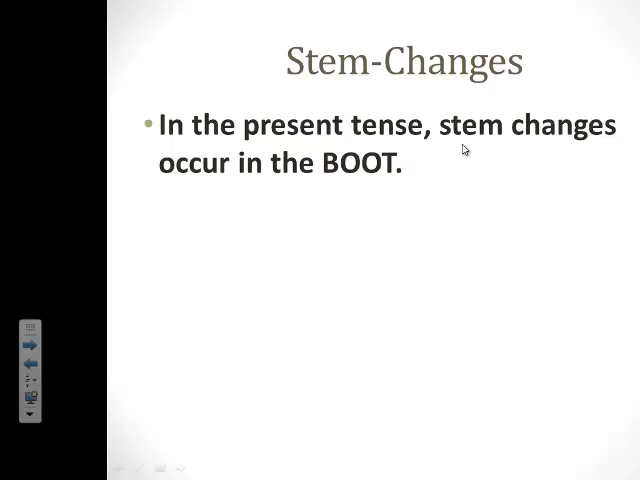 Stem-Changes
• In the present tense, stem changes
occur in the BOOT.